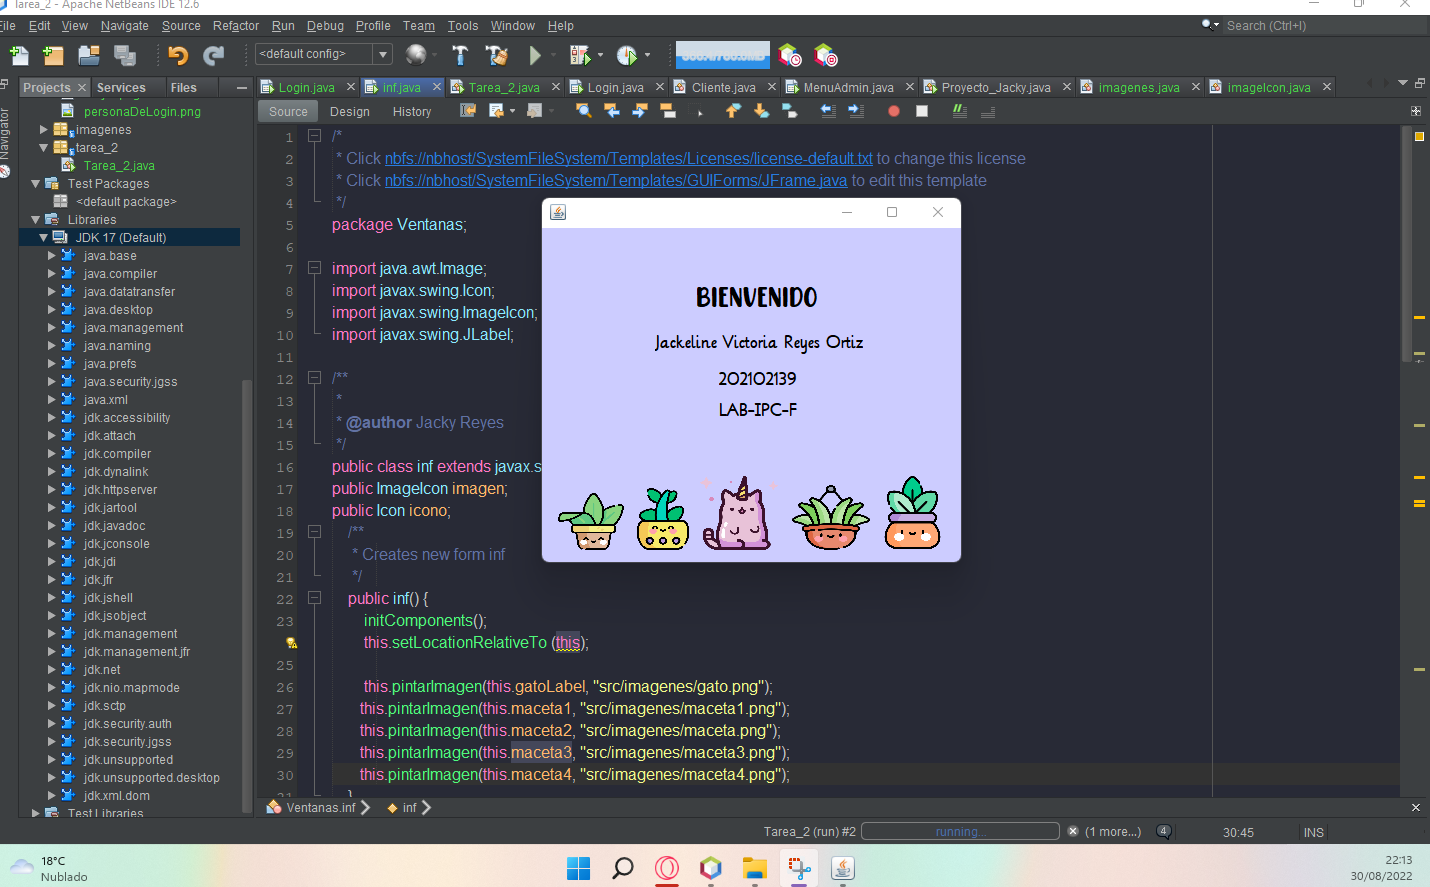 Tarea_2 - Apache NetBeans IDE 12.6
File Edit View Navigate Source Refactor Run Debug Profile Team Tools Window Help
Search (Ctrl+I)
<default config>
Projects Services Files
Login.java inf.java Tarea_2.java Login.java Cliente.java MenuAdmin.java Proyecto_Jacky.java imagenes.java imageIcon.java
Source Design History
Navigator
personaDeLogin.png
imagenes
tarea_2
Tarea_2.java
Test Packages
<default package>
Libraries
JDK 17 (Default)
java.base
java.compiler
java.datatransfer
java.desktop
java.management
java.naming
java.prefs
java.security.jgss
java.xml
jdk.accessibility
jdk.attach
jdk.compiler
jdk.dynalink
jdk.httpserver
jdk.jartool
jdk.javadoc
jdk.jconsole
jdk.jdi
jdk.jfr
jdk.jshell
jdk.jsobject
jdk.management
jdk.management.jfr
jdk.net
jdk.nio.mapmode
jdk.sctp
jdk.security.auth
jdk.security.jgss
jdk.unsupported
jdk.unsupported.desktop
jdk.xml.dom
Test Libraries
1 /*
2 * Click nbfs://nbhost/SystemFileSystem/Templates/Licenses/license-default.txt to change this license
3 * Click nbfs://nbhost/SystemFileSystem/Templates/GUIForms/JFrame.java to edit this template
4 */
5 package Ventanas;
6
7 import java.awt.Image;
8 import javax.swing.Icon;
9 import javax.swing.ImageIcon;
10 import javax.swing.JLabel;
11
12 /**
13 *
14 * @author Jacky Reyes
15 */
16 public class inf extends javax.s
17 public ImageIcon imagen;
18 public Icon icono;
19 /**
20 * Creates new form inf
21 */
22 public inf() {
23 initComponents();
this.setLocationRelativeTo (this);
25
26 this.pintarImagen(this.gatoLabel, "src/imagenes/gato.png");
27 this.pintarImagen(this.maceta1, "src/imagenes/maceta1.png");
28 this.pintarImagen(this.maceta2, "src/imagenes/maceta.png");
29 this.pintarImagen(this.maceta3, "src/imagenes/maceta3.png");
30 this.pintarImagen(this.maceta4, "src/imagenes/maceta4.png");
31 }
BIENVENIDO
Jackeline Victoria Reyes Ortiz
202102139
LAB-IPC-F
Ventanas.inf inf
Tarea_2 (run) #2 running... (1 more...) 4 30:45 INS
18°C
Nublado
22:13
30/08/2022